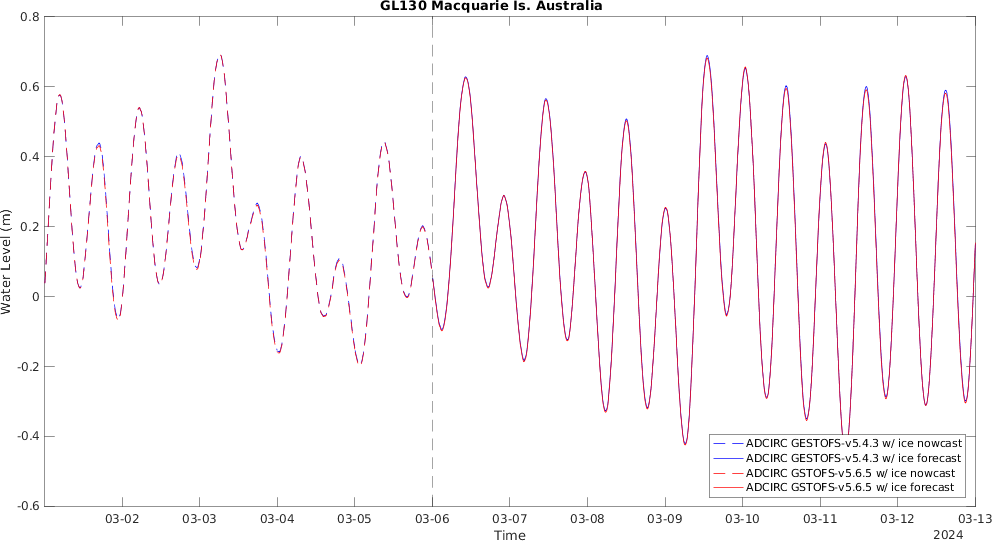 GL130 Macquarie Is. Australia
0.8
0.6
0.4
0.2
0
-0.2
-0.4
-0.6
Water Level (m)
ADCIRC GESTOFS-v5.4.3 w/ ice nowcast
ADCIRC GESTOFS-v5.4.3 w/ ice forecast
ADCIRC GSTOFS-v5.6.5 w/ ice nowcast
ADCIRC GSTOFS-v5.6.5 w/ ice forecast
03-02 03-03 03-04 03-05 03-06 03-07 03-08 03-09 03-10 03-11 03-12 03-13
Time
2024